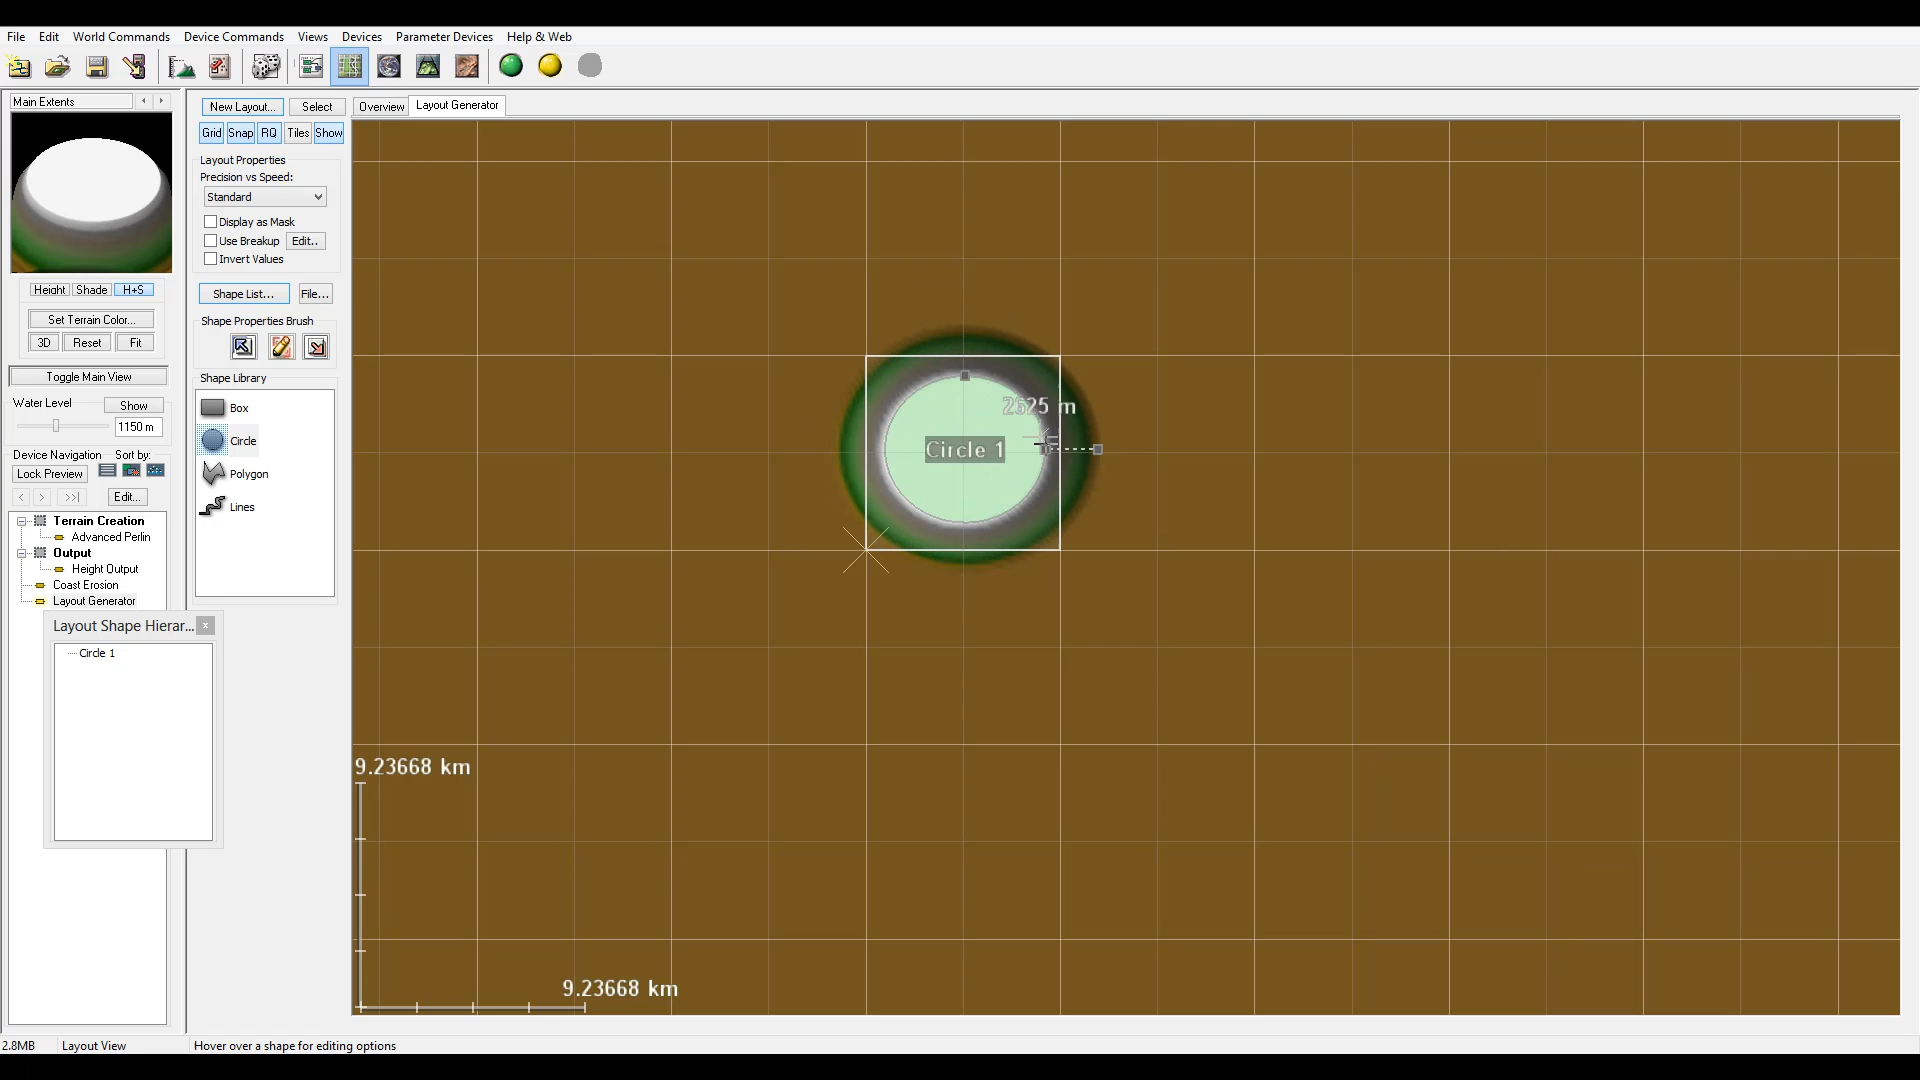 File Edit World Commands Device Commands Views Devices Parameter Devices Help & Web
Main Extents
New Layout... Select Overview Layout Generator
Grid Snap RQ Tiles Show
Layout Properties
Precision vs Speed:
Standard
Display as Mask
Use Breakup Edit..
Invert Values
Height Shade H+S
Shape List... File...
Set Terrain Color...
Shape Properties Brush
3D Reset Fit
Toggle Main View
Shape Library
Water Level Show
1150 m
Box
Circle
Polygon
Lines
Device Navigation Sort by:
Lock Preview
Edit...
Terrain Creation
Advanced Perlin
Output
Height Output
Coast Erosion
Layout Generator
Layout Shape Hierar... x
Circle 1
2625 m
Circle 1
9.23668 km
9.23668 km
2.8MB Layout View Hover over a shape for editing options